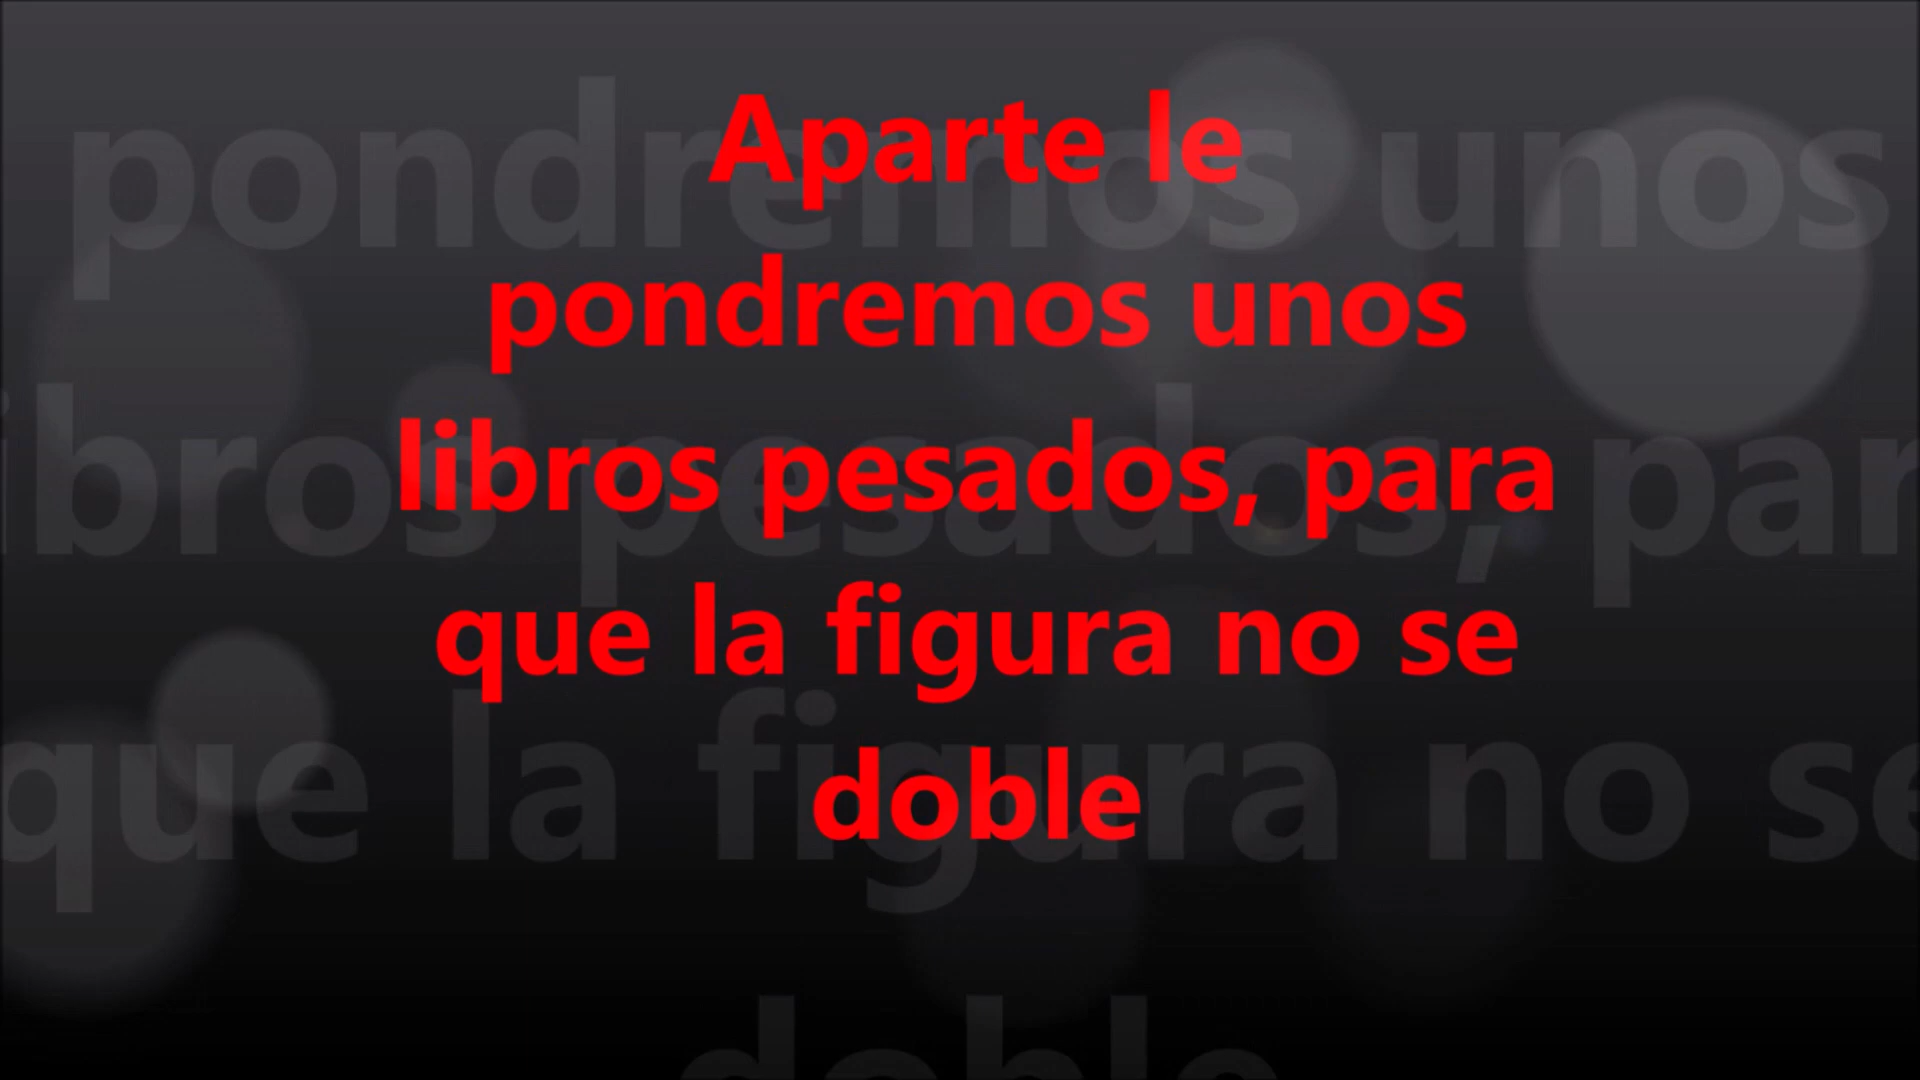 Aparte le
pondremos unos
libros pesados, para
que la figura no se
doble